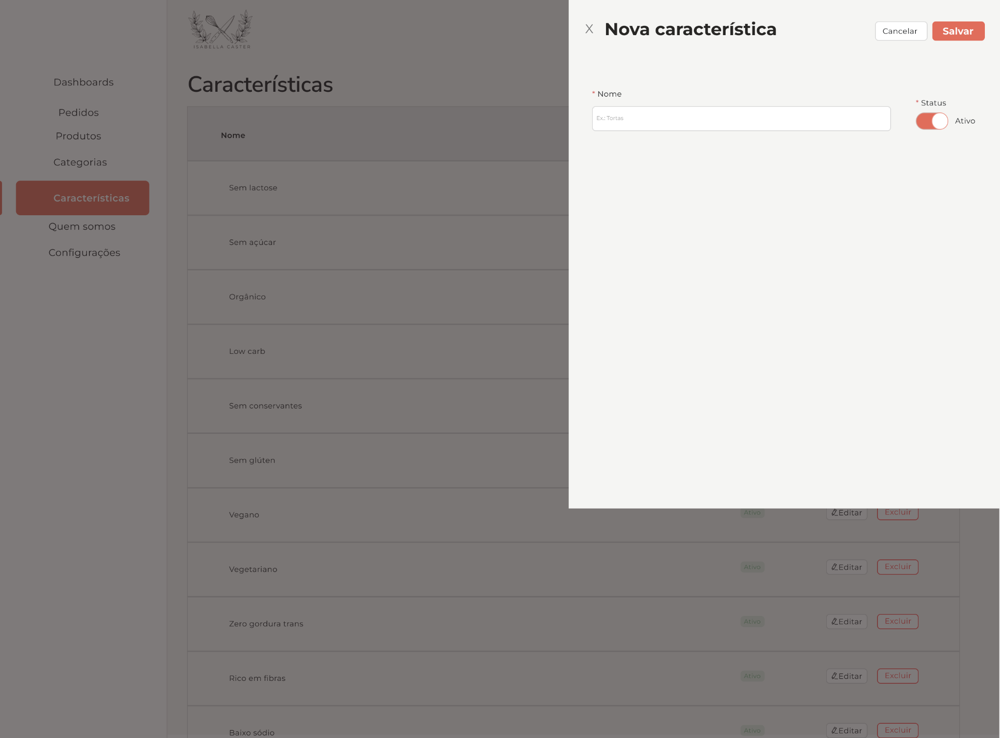 ISABELLA CASTER
Dashboards
Pedidos
Produtos
Categorias
Características
Quem somos
Configurações
Características
Nome
Sem lactose
Sem açúcar
Orgânico
Low carb
Sem conservantes
Sem glúten
Vegano Ativo Editar Excluir
Vegetariano Ativo Editar Excluir
Zero gordura trans Ativo Editar Excluir
Rico em fibras Ativo Editar Excluir
Baixo sódio Ativo Editar Excluir
X Nova característica Cancelar Salvar
* Nome
Ex.: Tortas
* Status
Ativo